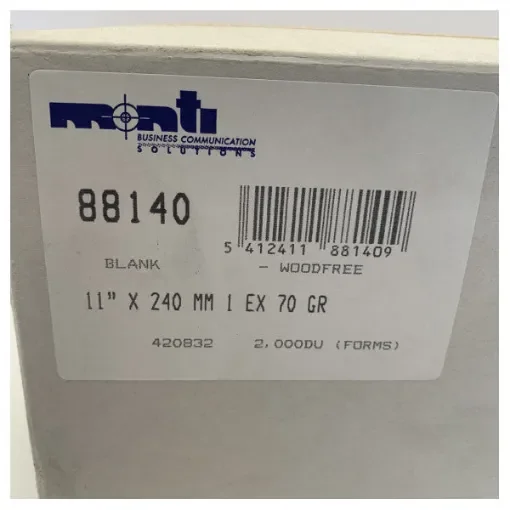 monti
BUSINESS COMMUNICATION
SOLUTIONS
88140
5 412411 881409
BLANK - WOODFREE
11" X 240 MM 1 EX 70 GR
420832 2,000DU (FORMS)